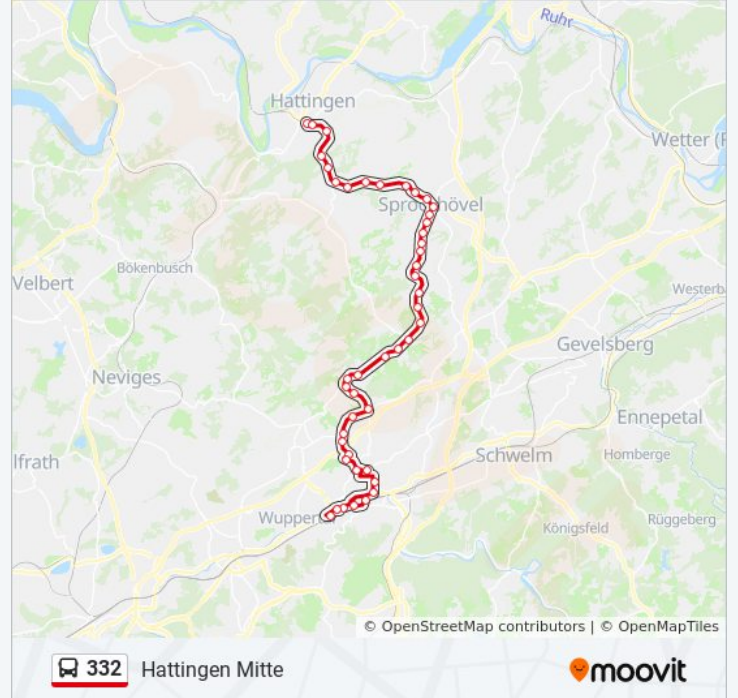 Ruhr
Hattingen
Wetter (R
Sprockhövel
Bökenbusch
Velbert
Westerb
Gevelsberg
Neviges
Ennepetal
lfrath
Schwelm
Homberge
Wuppert
Rüggeberg
Königsfeld
© OpenStreetMap contributors | © OpenMapTiles
332 Hattingen Mitte
moovit